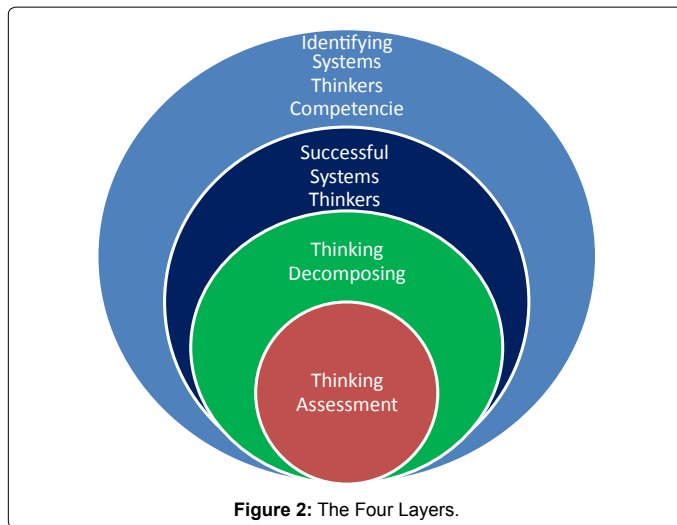 Identifying
Systems
Thinkers
Competencie
Successful
Systems
Thinkers
Thinking
Decomposing
Thinking
Assessment
Figure 2: The Four Layers.